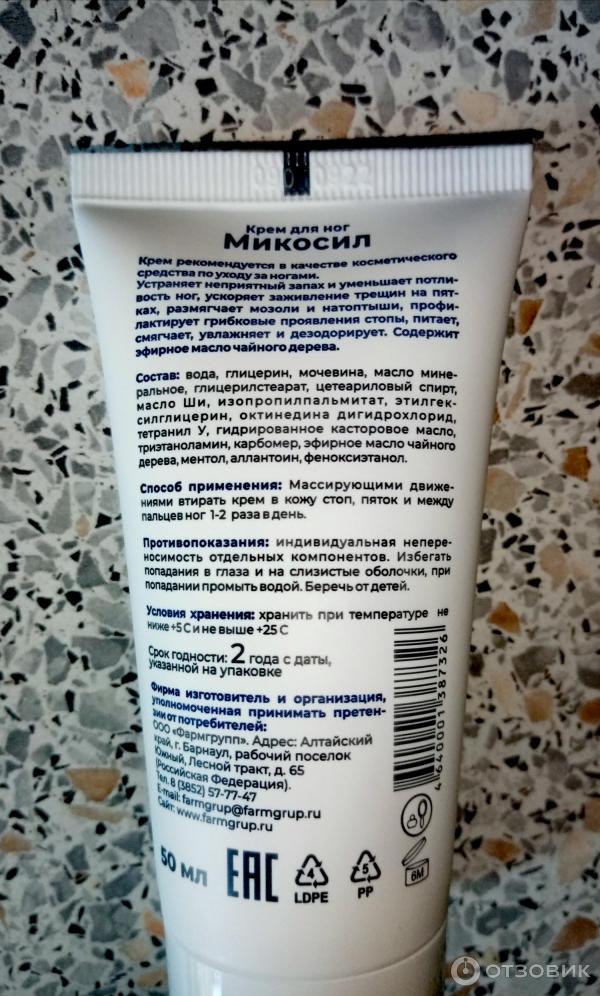 090 0922
Крем для ног
Микосил
Крем рекомендуется в качестве косметического
средства по уходу за ногами.
Устраняет неприятный запах и уменьшает потли-
вость ног, ускоряет заживление трещин на пят-
ках, размягчает мозоли и натоптыши, профи-
лактирует грибковые проявления стопы, питает,
смягчает, увлажняет и дезодорирует. Содержит
эфирное масло чайного дерева.
Состав: вода, глицерин, мочевина, масло мине-
ральное, глицерилстеарат, цетеариловый спирт,
масло Ши, изопропилпальмитат, этилгек-
силглицерин, октинедина дигидрохлорид,
тетранил У, гидрированное касторовое масло,
триэтаноламин, карбомер, эфирное масло чайного
дерева, ментол, аллантоин, феноксиэтанол.
Способ применения: Массирующими движе-
ниями втирать крем в кожу стоп, пяток и между
пальцев ног 1-2 раза в день.
Противопоказания: индивидуальная непере-
носимость отдельных компонентов. Избегать
попадания в глаза и на слизистые оболочки, при
попадании промыть водой. Беречь от детей.
Условия хранения: хранить при температуре не
ниже +5 С и не выше +25 С
Срок годности: 2 года с даты,
указанной на упаковке
Фирма изготовитель и организация,
уполномоченная принимать претен-
зии от потребителей:
ООО «Фармгрупп». Адрес: Алтайский
край, г. Барнаул, рабочий поселок
Южный, Лесной тракт, д. 65
(Российская Федерация).
Тел. 8 (3852) 57-77-47
E-mail: farmgrup@farmgrup.ru
Сайт: www.farmgrup.ru
4 640001 387326
50 мл
EAC
4
LDPE
5
PP
6M
ОТЗОВИК